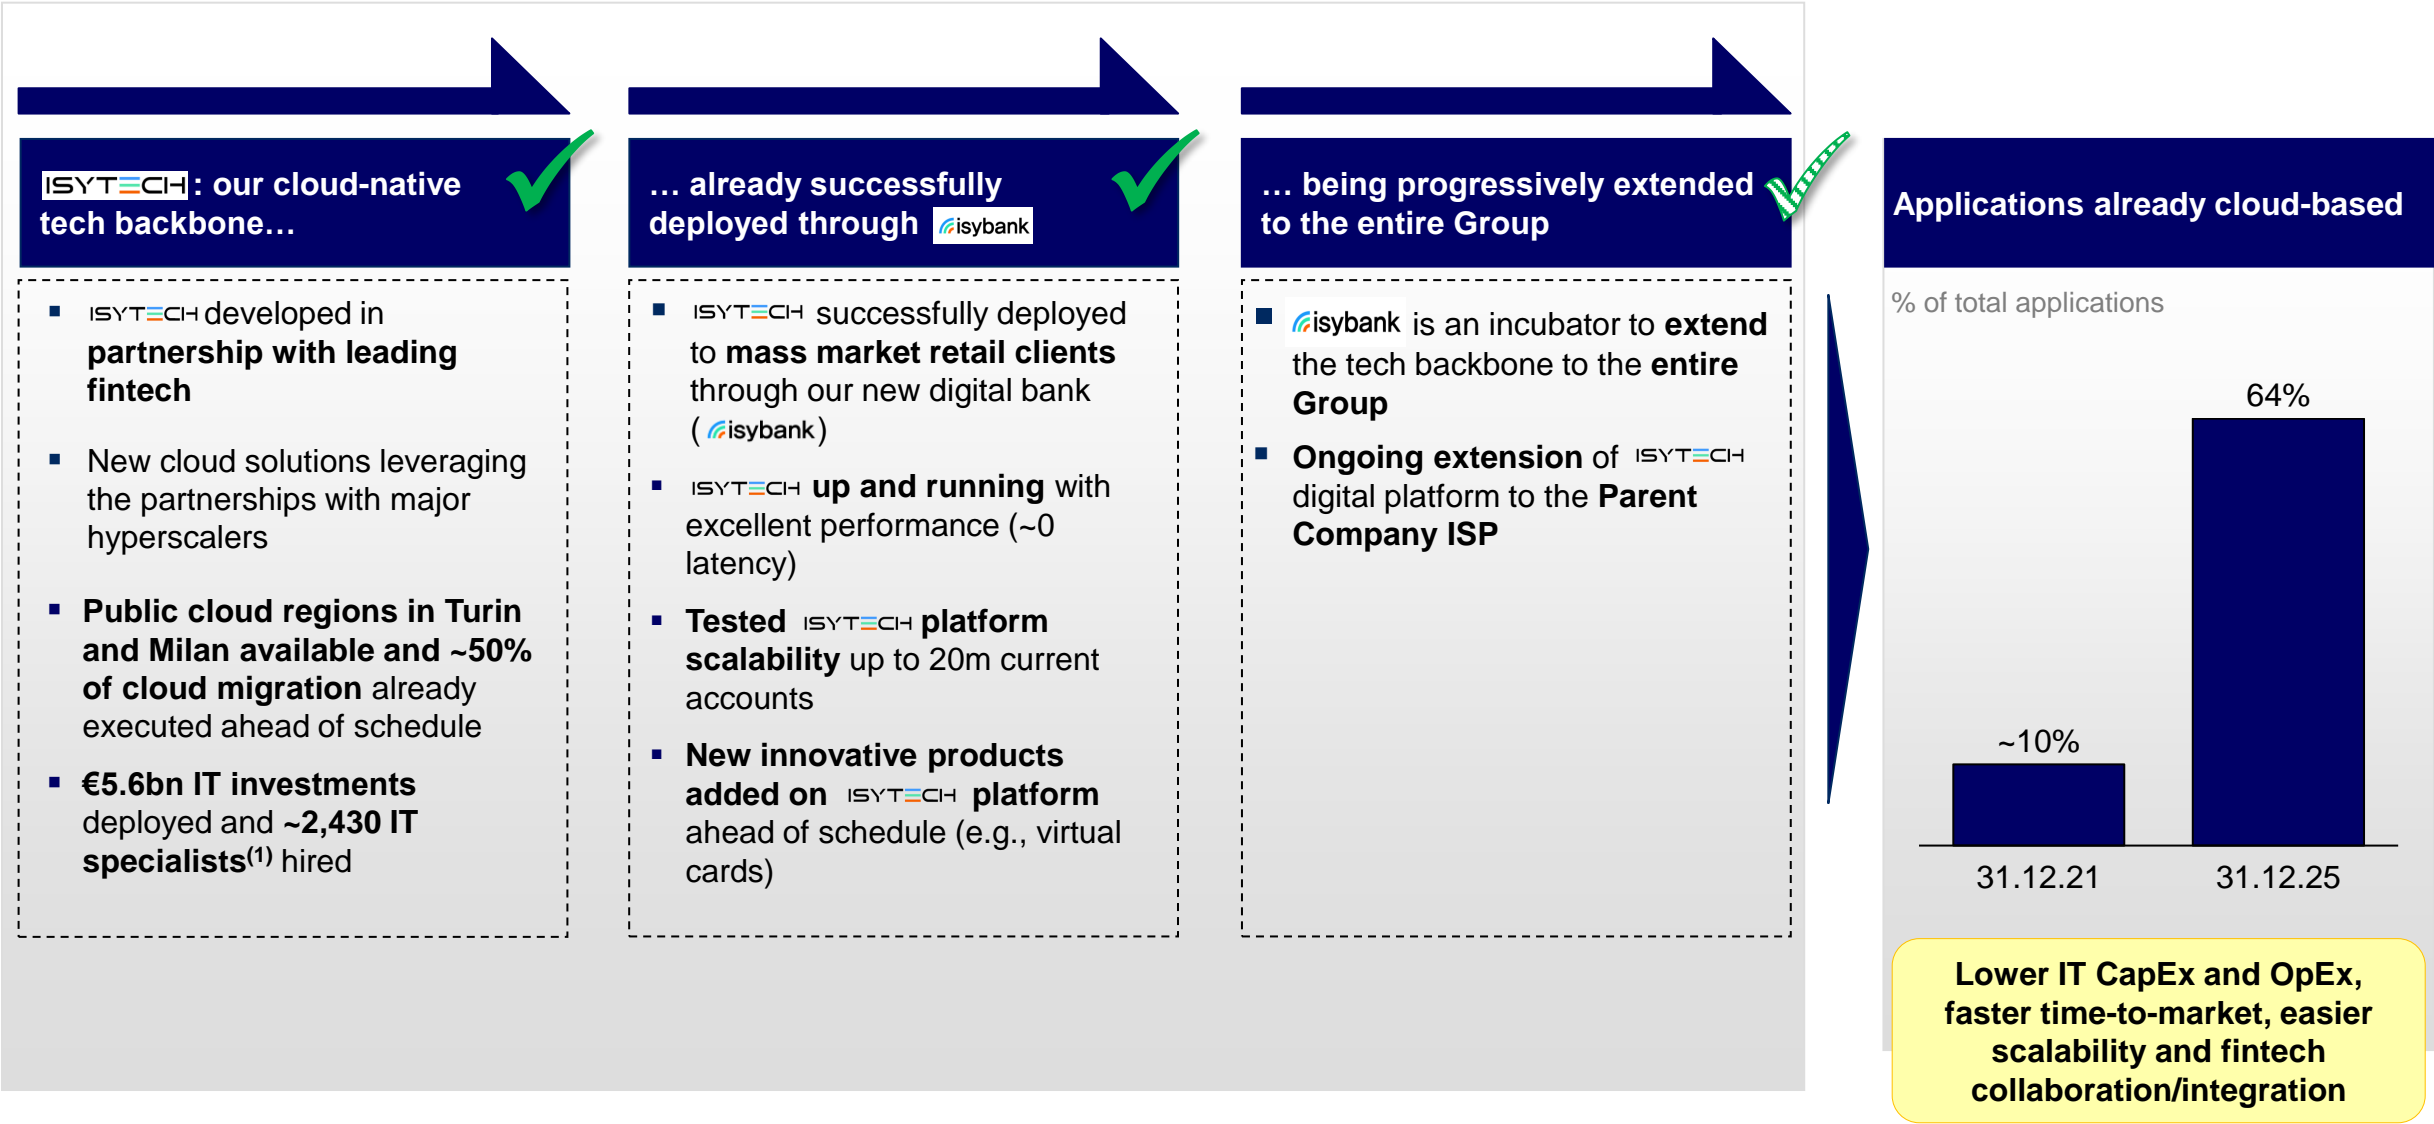 ISYTECH : our cloud-native
tech backbone…
… already successfully
deployed through isybank
… being progressively extended
to the entire Group
Applications already cloud-based
ISYTECH developed in
partnership with leading
fintech
New cloud solutions leveraging
the partnerships with major
hyperscalers
Public cloud regions in Turin
and Milan available and ~50%
of cloud migration already
executed ahead of schedule
€5.6bn IT investments
deployed and ~2,430 IT
specialists(1) hired
ISYTECH successfully deployed
to mass market retail clients
through our new digital bank
( isybank)
ISYTECH up and running with
excellent performance (~0
latency)
Tested ISYTECH platform
scalability up to 20m current
accounts
New innovative products
added on ISYTECH platform
ahead of schedule (e.g., virtual
cards)
isybank is an incubator to extend
the tech backbone to the entire
Group
Ongoing extension of ISYTECH
digital platform to the Parent
Company ISP
% of total applications
64%
~10%
31.12.21 31.12.25
Lower IT CapEx and OpEx,
faster time-to-market, easier
scalability and fintech
collaboration/integration